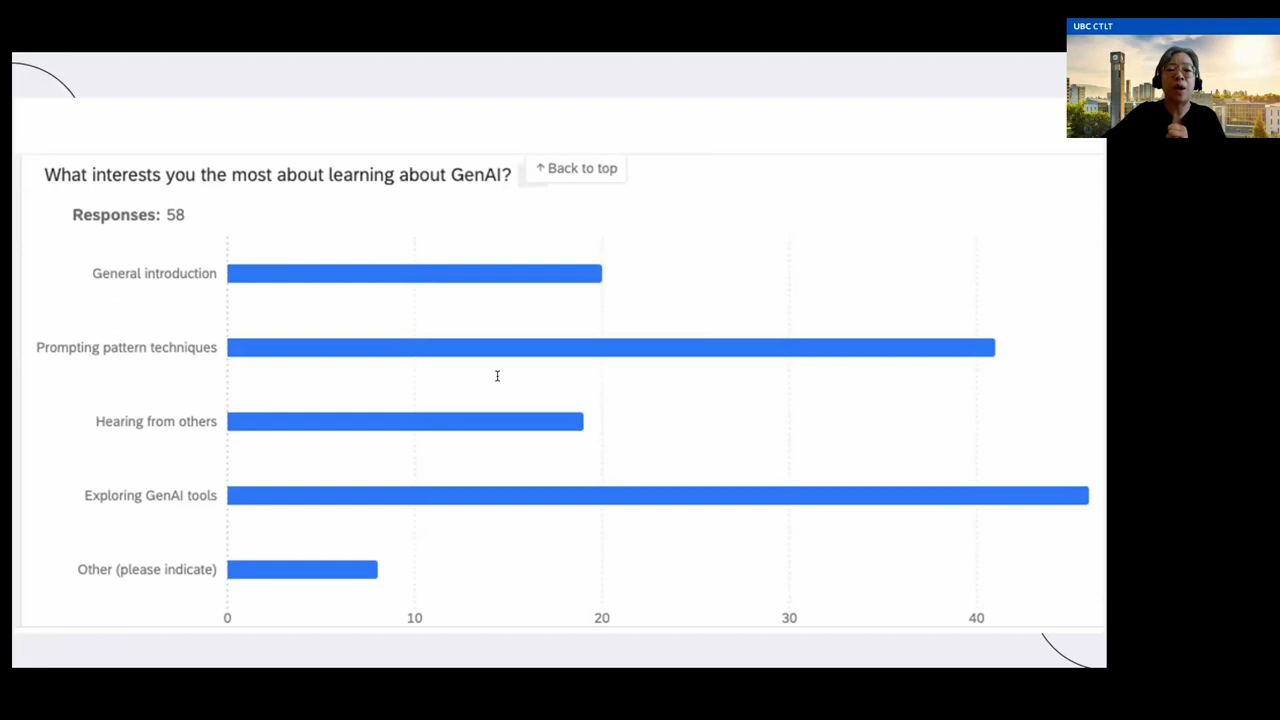 UBC CTLT
What interests you the most about learning about GenAI?
↑ Back to top
Responses: 58
General introduction
Prompting pattern techniques
Hearing from others
Exploring GenAI tools
Other (please indicate)
0 10 20 30 40